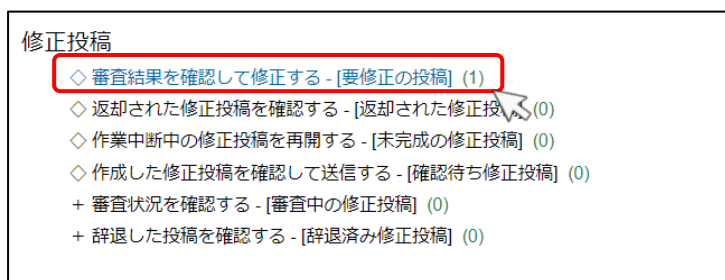 修正投稿
◇ 審査結果を確認して修正する - [要修正の投稿] (1)
◇ 返却された修正投稿を確認する - [返却された修正投 (0)
◇ 作業中断中の修正投稿を再開する - [未完成の修正投稿] (0)
◇ 作成した修正投稿を確認して送信する - [確認待ち修正投稿] (0)
+ 審査状況を確認する - [審査中の修正投稿] (0)
+ 辞退した投稿を確認する - [辞退済み修正投稿] (0)